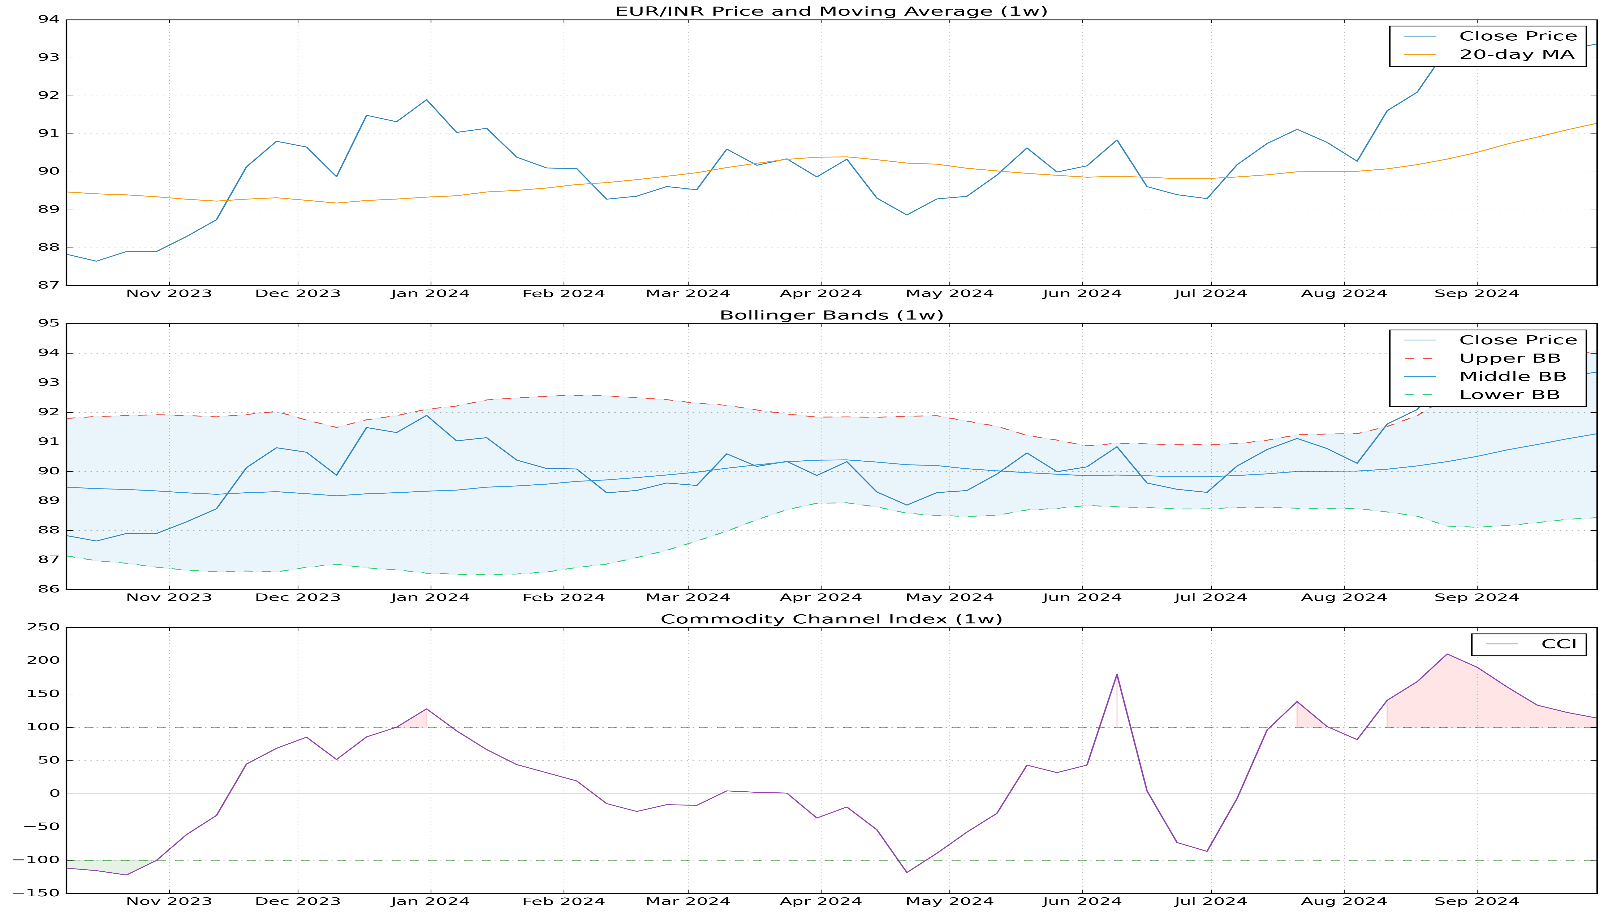 EUR/INR Price and Moving Average (1w)
94
93
92
91
90
89
88
87
Close Price
20-day MA
Nov 2023 Dec 2023 Jan 2024 Feb 2024 Mar 2024 Apr 2024 May 2024 Jun 2024 Jul 2024 Aug 2024 Sep 2024
Bollinger Bands (1w)
95
94
93
92
91
90
89
88
87
86
Close Price
Upper BB
Middle BB
Lower BB
Nov 2023 Dec 2023 Jan 2024 Feb 2024 Mar 2024 Apr 2024 May 2024 Jun 2024 Jul 2024 Aug 2024 Sep 2024
Commodity Channel Index (1w)
250
200
150
100
50
0
−50
−100
−150
CCI
Nov 2023 Dec 2023 Jan 2024 Feb 2024 Mar 2024 Apr 2024 May 2024 Jun 2024 Jul 2024 Aug 2024 Sep 2024